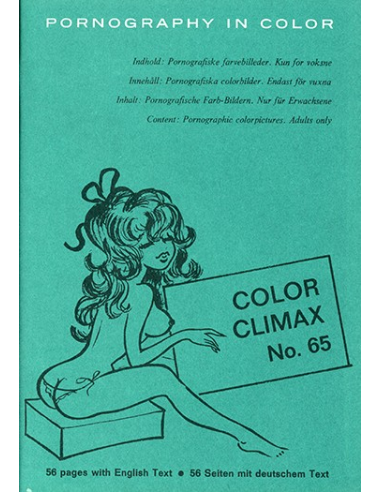 PORNOGRAPHY IN COLOR
Indhold: Pornografiske farvebilleder. Kun for voksne
Innehåll: Pornografiska colorbilder. Endast för vuxna
Inhalt: Pornografische Farb-Bildern. Nur für Erwachsene
Content: Pornographic colorpictures. Adults only
COLOR
CLIMAX
No. 65
56 pages with English Text ● 56 Seiten mit deutschem Text